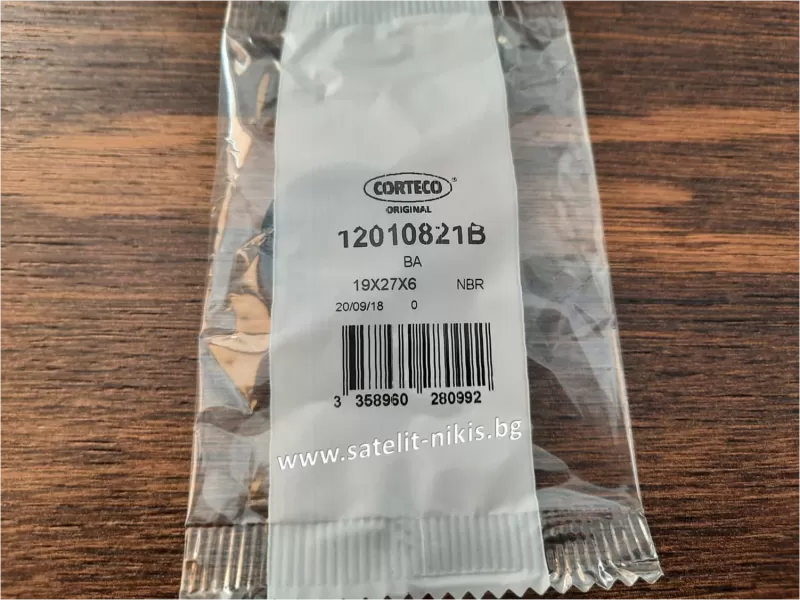 CORTECO®
ORIGINAL
12010821B
BA
19X27X6 NBR
20/09/18 0
3 358960 280992
www.satelit-nikis.bg